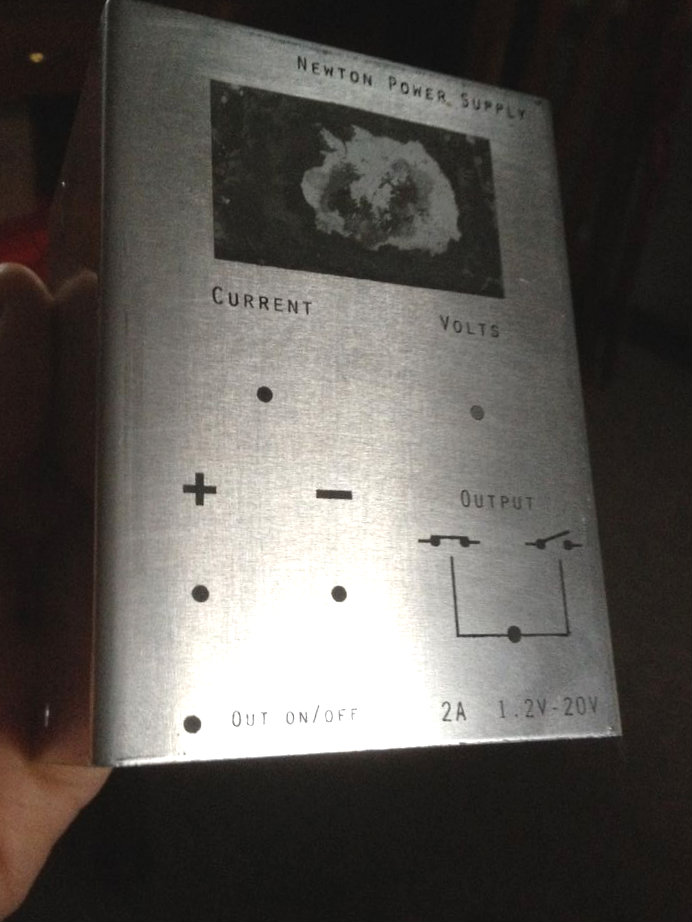 NEWTON POWER SUPPLY
CURRENT VOLTS
+ -
OUTPUT
OUT ON/OFF 2A 1.2V-20V